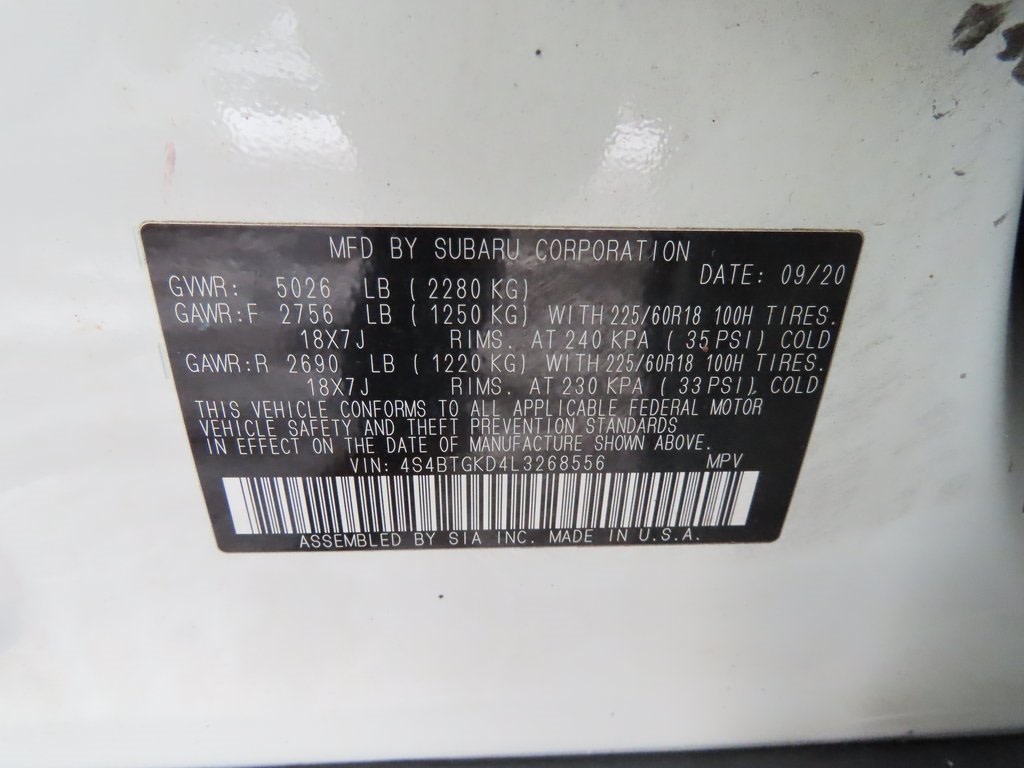 MFD BY SUBARU CORPORATION
DATE: 09/20
GVWR: 5026 LB ( 2280 KG)
GAWR:F 2756 LB ( 1250 KG) WITH 225/60R18 100H TIRES.
18X7J RIMS. AT 240 KPA ( 35 PSI) COLD
GAWR:R 2690 LB ( 1220 KG) WITH 225/60R18 100H TIRES.
18X7J RIMS. AT 230 KPA ( 33 PSI), COLD
THIS VEHICLE CONFORMS TO ALL APPLICABLE FEDERAL MOTOR
VEHICLE SAFETY AND THEFT PREVENTION STANDARDS
IN EFFECT ON THE DATE OF MANUFACTURE SHOWN ABOVE.
VIN: 4S4BTGKD4L3268556 MPV
ASSEMBLED BY SIA INC. MADE IN U.S.A.